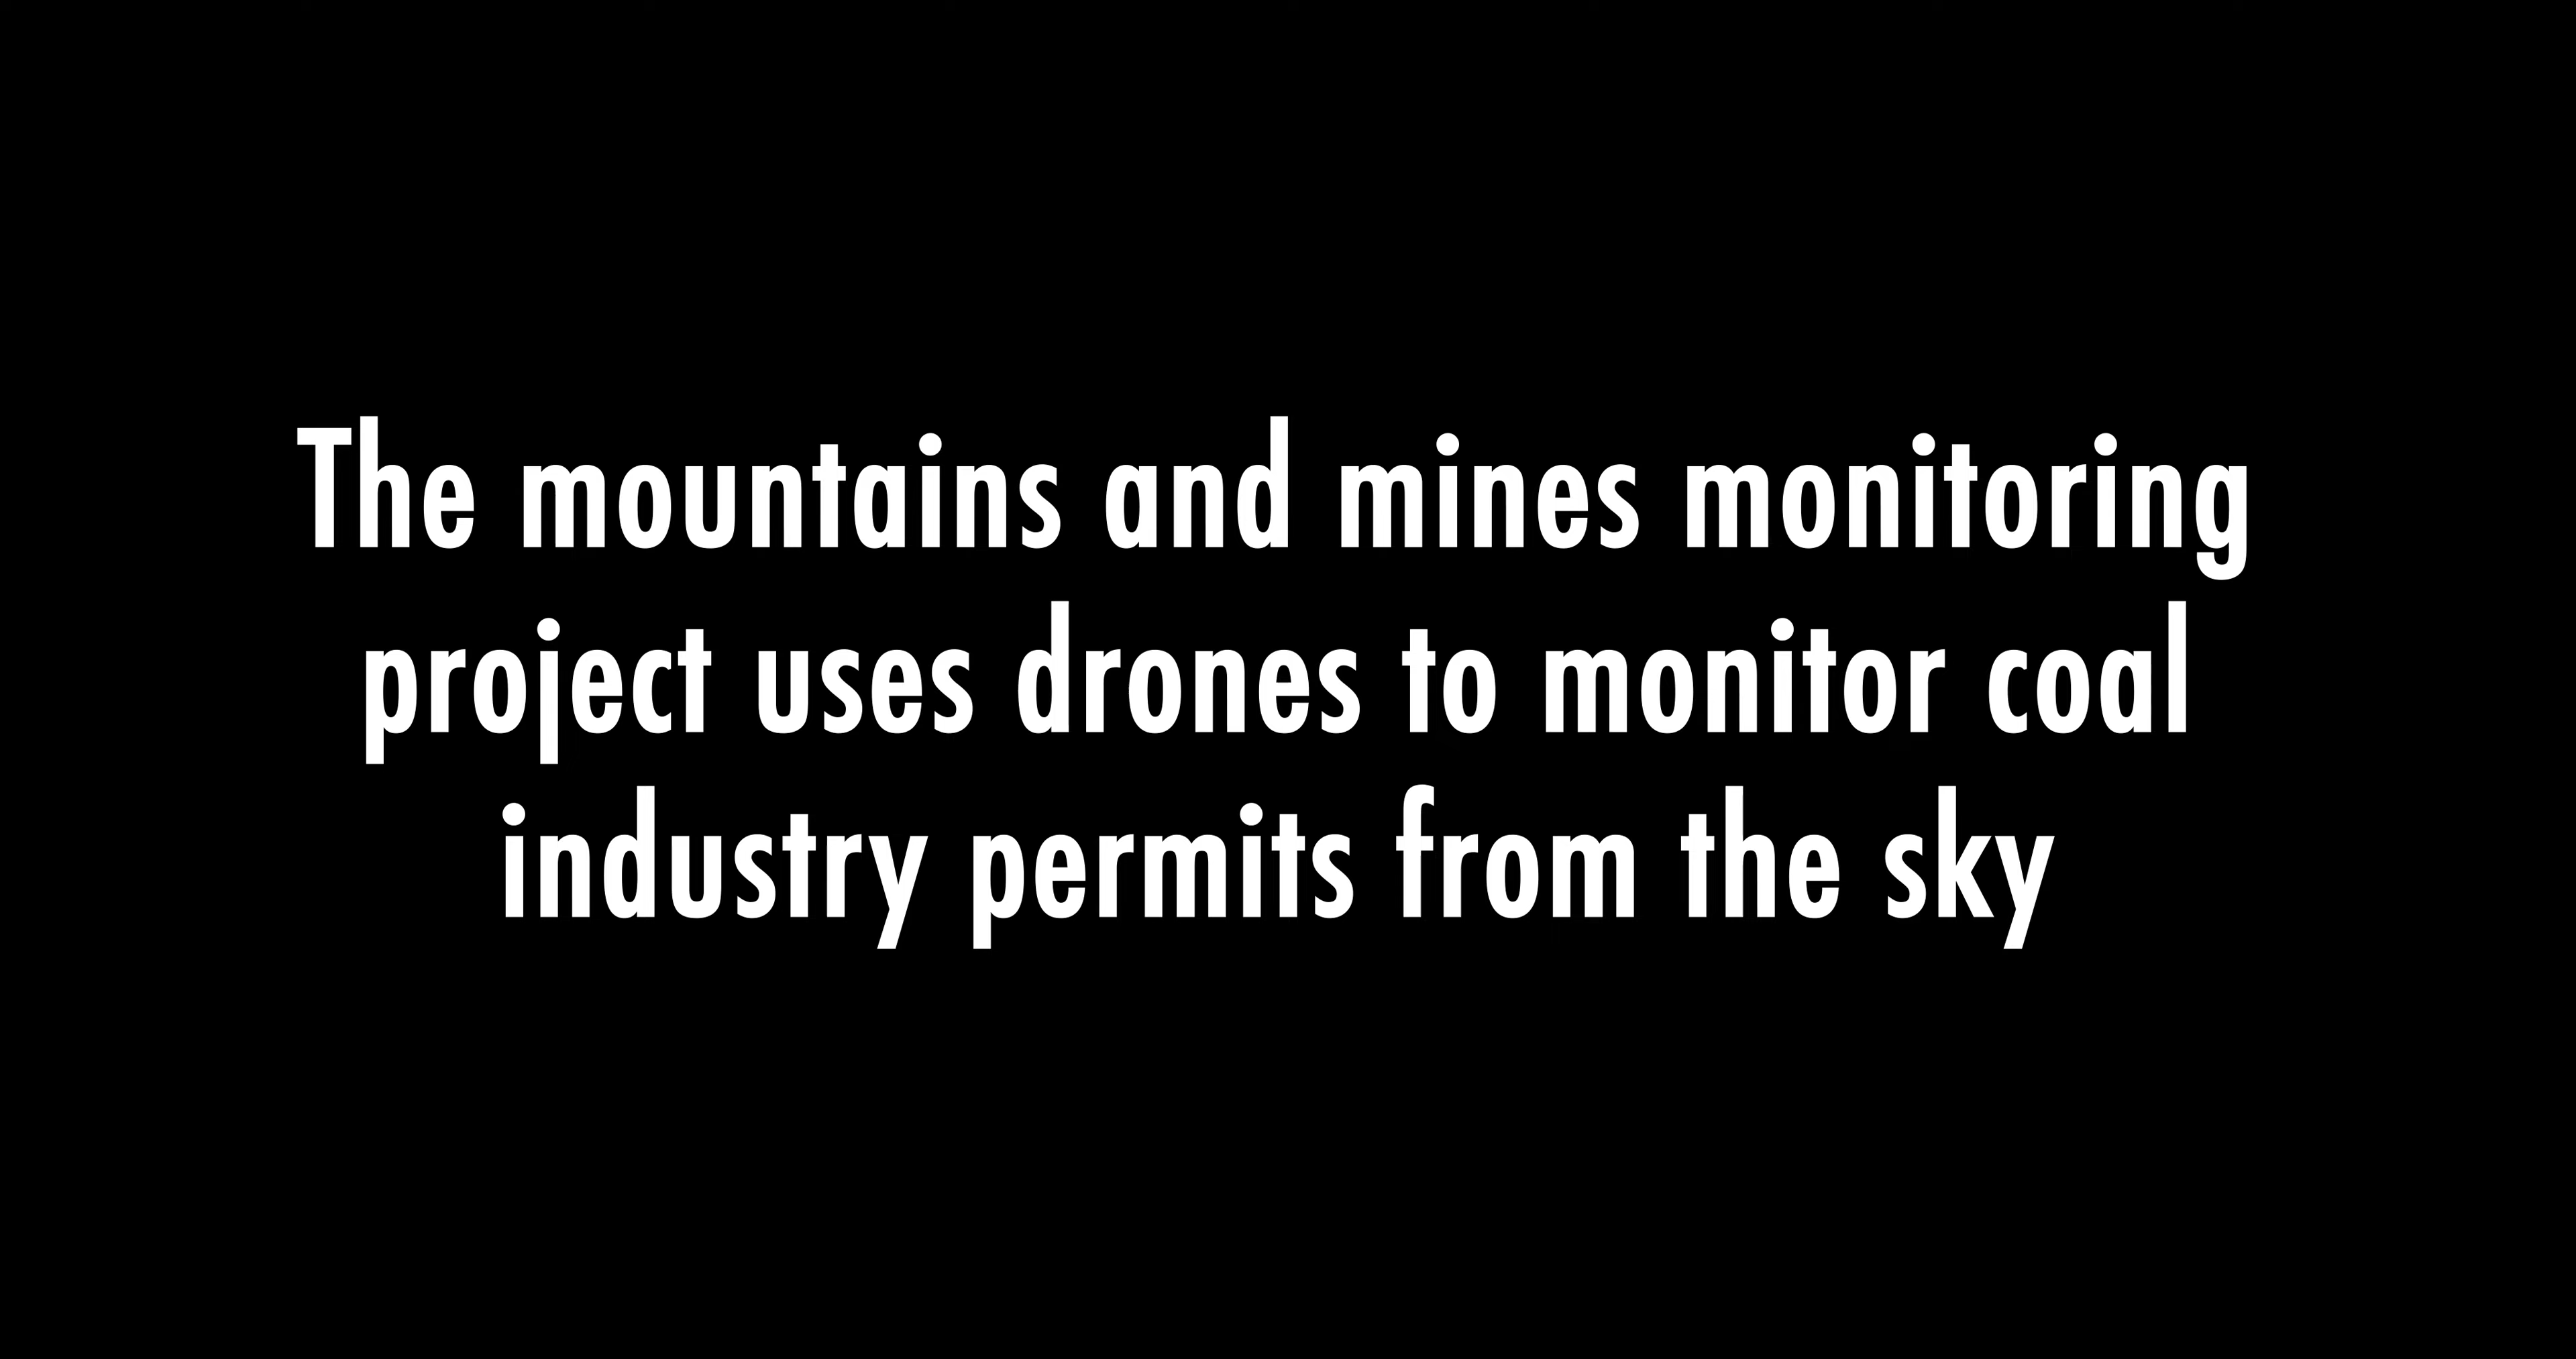 The mountains and mines monitoring
project uses drones to monitor coal
industry permits from the sky